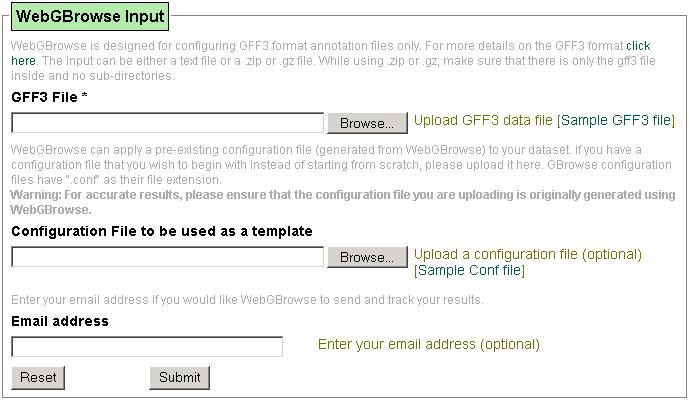 WebGBrowse Input
WebGBrowse is designed for configuring GFF3 format annotation files only. For more details on the GFF3 format click
here. The input can be either a text file or a .zip or .gz file. While using .zip or .gz, make sure that there is only the gff3 file
inside and no sub-directories.
GFF3 File *
Browse... Upload GFF3 data file [Sample GFF3 file]
WebGBrowse can apply a pre-existing configuration file (generated from WebGBrowse) to your dataset. If you have a
configuration file that you wish to begin with instead of starting from scratch, please upload it here. GBrowse configuration
files have ".conf" as their file extension.
Warning: For accurate results, please ensure that the configuration file you are uploading is originally generated using
WebGBrowse.
Configuration File to be used as a template
Browse... Upload a configuration file (optional)
[Sample Conf file]
Enter your email address if you would like WebGBrowse to send and track your results.
Email address
Enter your email address (optional)
Reset Submit